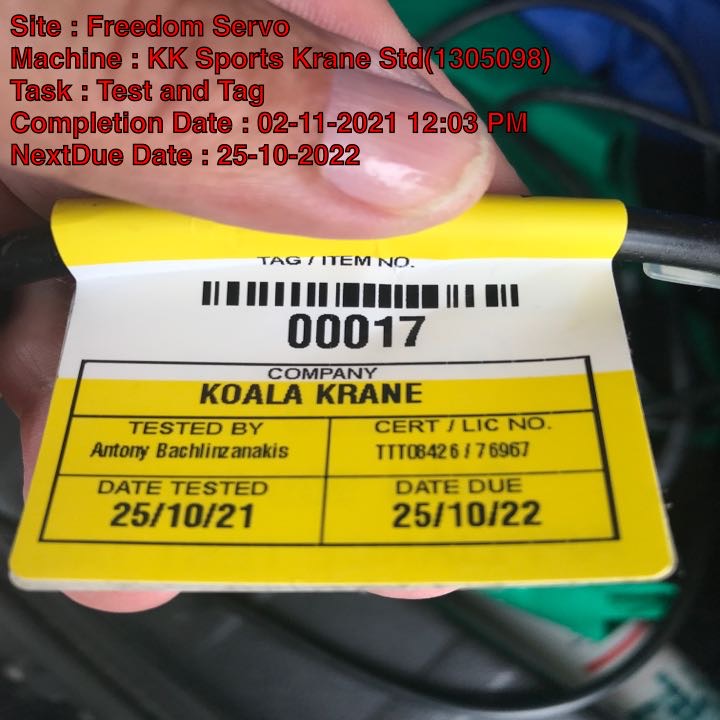 Site : Freedom Servo
Machine : KK Sports Krane Std(1305098)
Task : Test and Tag
Completion Date : 02-11-2021 12:03 PM
NextDue Date : 25-10-2022
TAG / ITEM NO.
00017
COMPANY
KOALA KRANE
TESTED BY
CERT / LIC NO.
Antony Bachlinzanakis
TTT08426 / 76967
DATE TESTED
DATE DUE
25/10/21
25/10/22